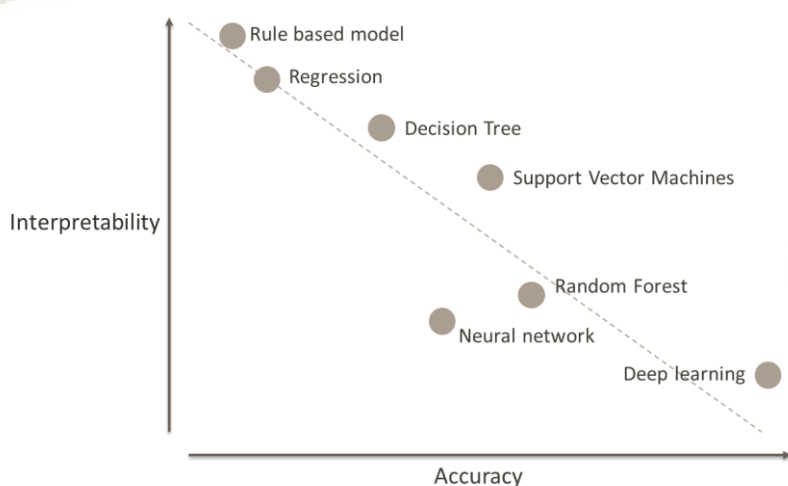 Rule based model
Regression
Decision Tree
Support Vector Machines
Interpretability
Random Forest
Neural network
Deep learning
Accuracy